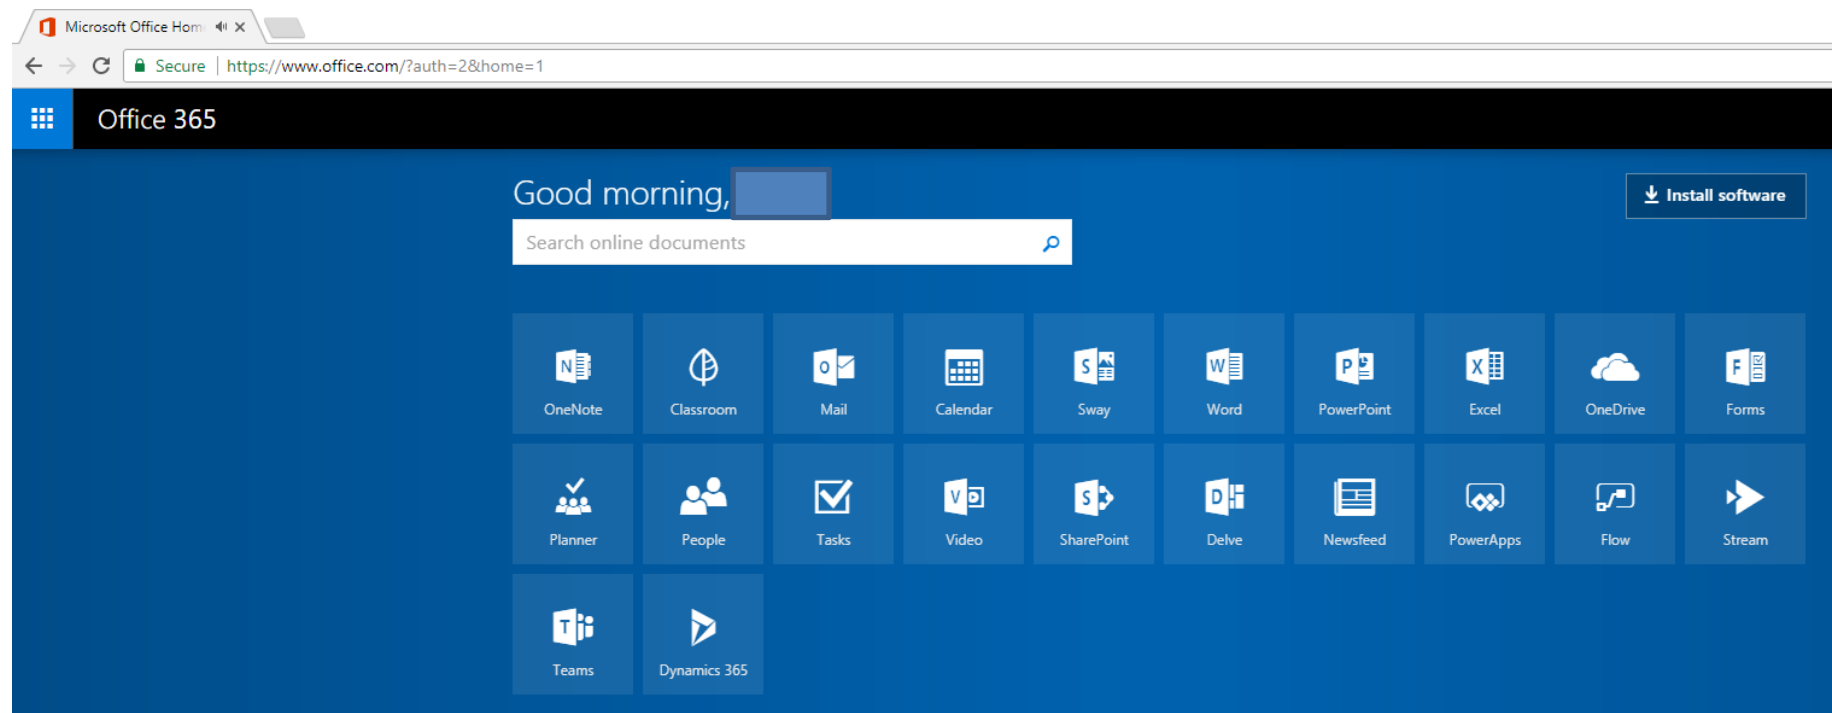 Microsoft Office Hom
Secure | https://www.office.com/?auth=2&home=1
Office 365
Good morning,
Install software
Search online documents
OneNote Classroom Mail Calendar Sway Word PowerPoint Excel OneDrive Forms
Planner People Tasks Video SharePoint Delve Newsfeed PowerApps Flow Stream
Teams Dynamics 365